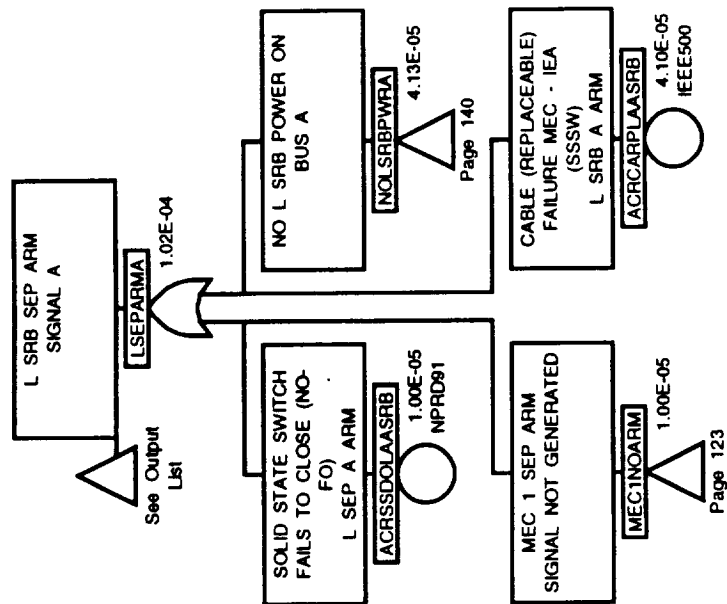 L SRB SEP ARM
SIGNAL A
LSEPARMA
1.02E-04
See Output
List
SOLID STATE SWITCH
FAILS TO CLOSE (NO-
FO)
L SEP A ARM
ACRSSDOLAASRB
1.00E-05
NPRD91
NO L SRB POWER ON
BUS A
NOLSRBPWRA
4.13E-05
Page 140
MEC 1 SEP ARM
SIGNAL NOT GENERATED
MEC1NOARM
1.00E-05
Page 123
CABLE (REPLACEABLE)
FAILURE MEC - IEA
(SSSW)
L SRB A ARM
ACRCARPLAASRB
4.10E-05
IEEE500